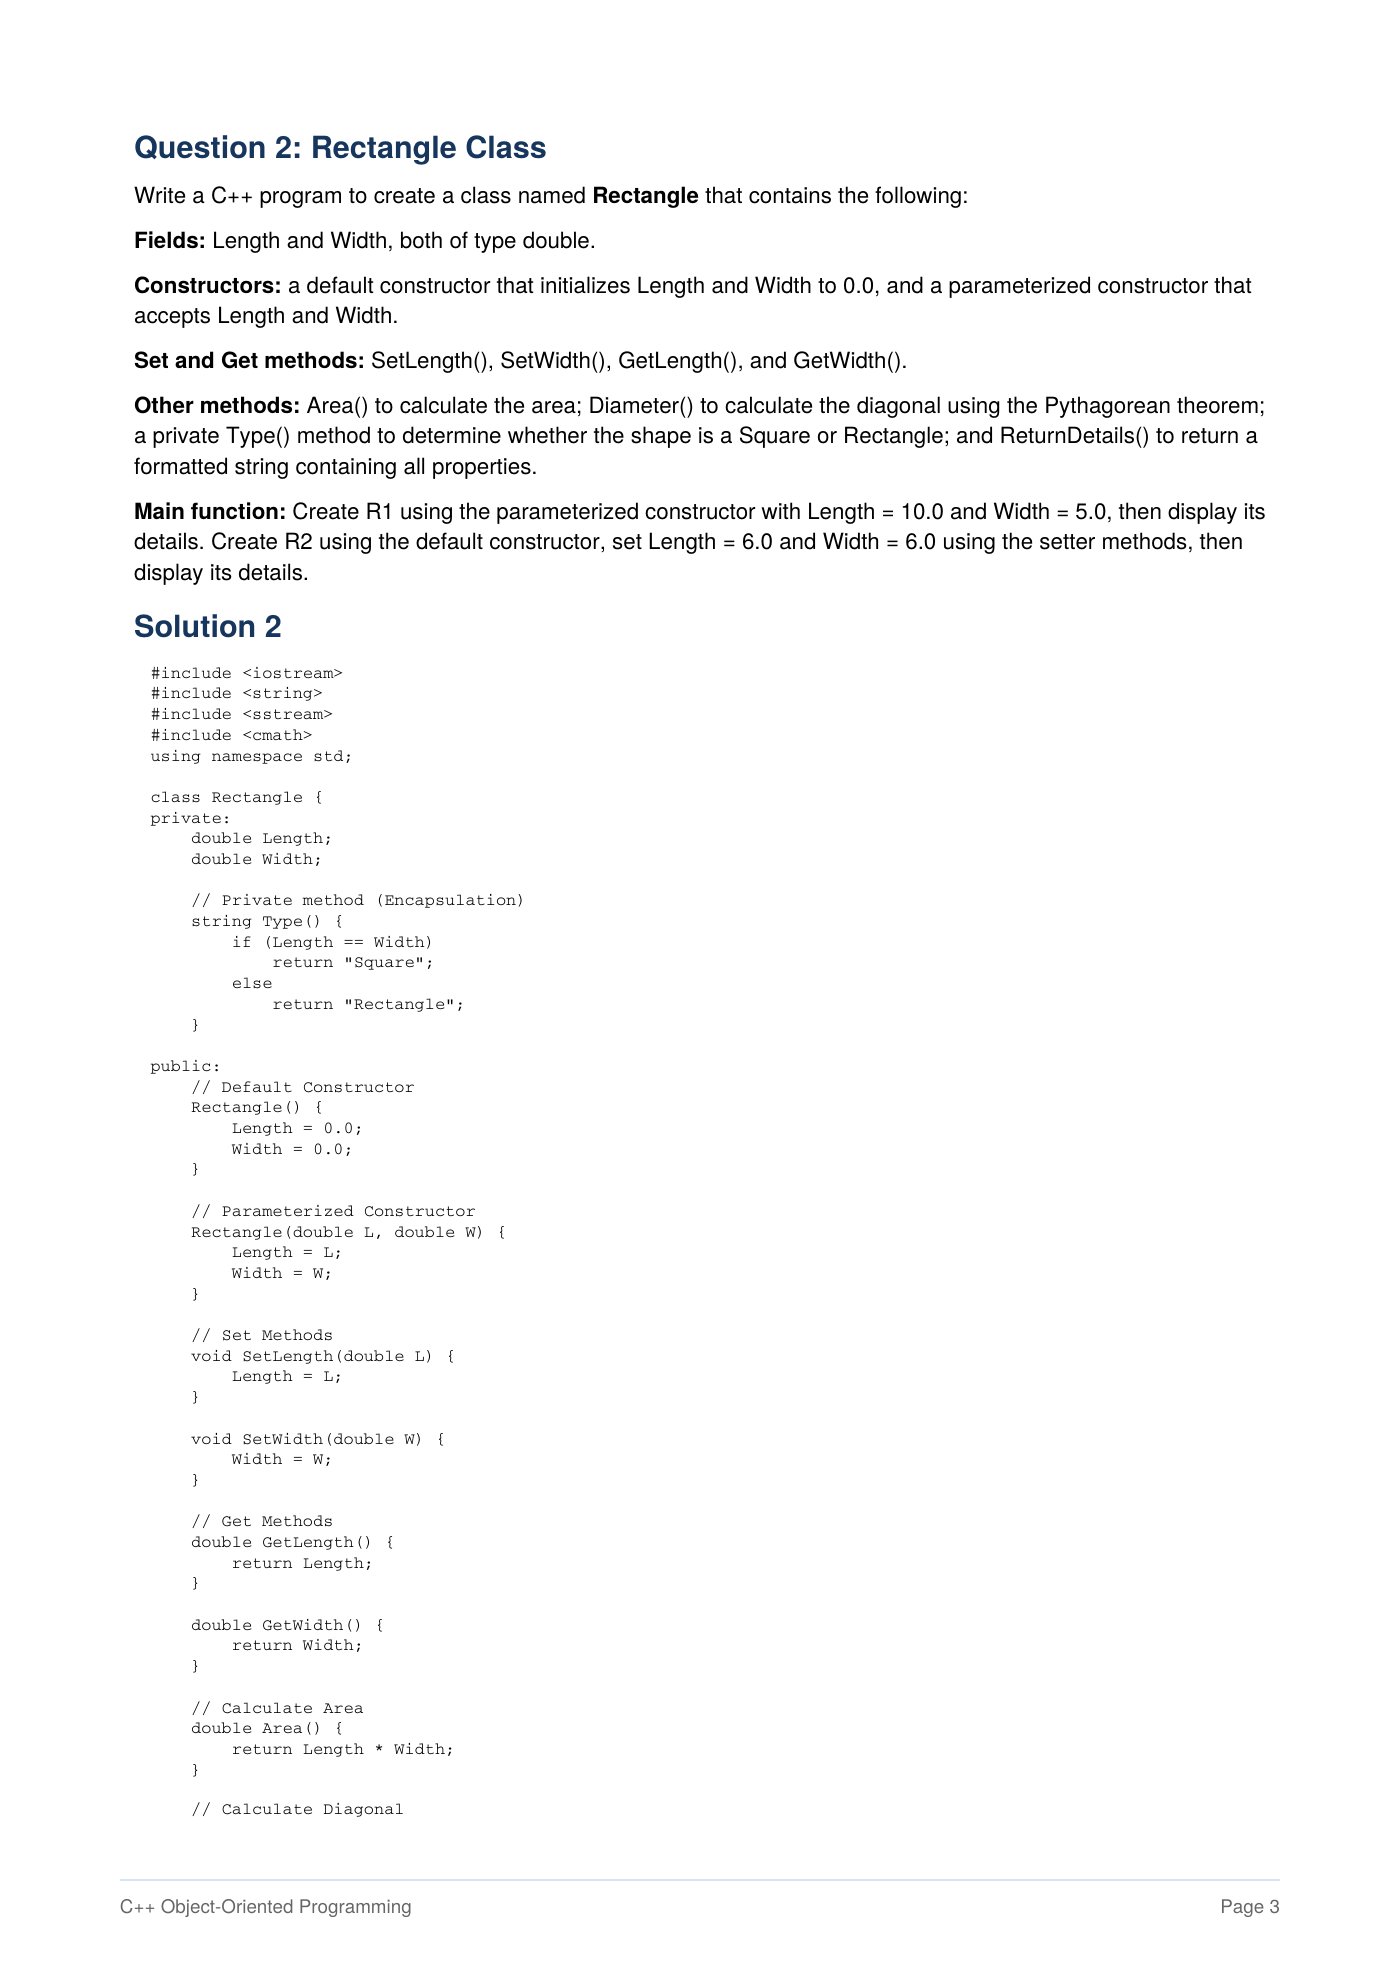 Question 2: Rectangle Class
Write a C++ program to create a class named Rectangle that contains the following:
Fields: Length and Width, both of type double.
Constructors: a default constructor that initializes Length and Width to 0.0, and a parameterized constructor that
accepts Length and Width.
Set and Get methods: SetLength(), SetWidth(), GetLength(), and GetWidth().
Other methods: Area() to calculate the area; Diameter() to calculate the diagonal using the Pythagorean theorem;
a private Type() method to determine whether the shape is a Square or Rectangle; and ReturnDetails() to return a
formatted string containing all properties.
Main function: Create R1 using the parameterized constructor with Length = 10.0 and Width = 5.0, then display its
details. Create R2 using the default constructor, set Length = 6.0 and Width = 6.0 using the setter methods, then
display its details.
Solution 2
#include <iostream>
#include <string>
#include <sstream>
#include <cmath>
using namespace std;

class Rectangle {
private:
    double Length;
    double Width;

    // Private method (Encapsulation)
    string Type() {
        if (Length == Width)
            return "Square";
        else
            return "Rectangle";
    }

public:
    // Default Constructor
    Rectangle() {
        Length = 0.0;
        Width = 0.0;
    }

    // Parameterized Constructor
    Rectangle(double L, double W) {
        Length = L;
        Width = W;
    }

    // Set Methods
    void SetLength(double L) {
        Length = L;
    }

    void SetWidth(double W) {
        Width = W;
    }

    // Get Methods
    double GetLength() {
        return Length;
    }

    double GetWidth() {
        return Width;
    }

    // Calculate Area
    double Area() {
        return Length * Width;
    }

    // Calculate Diagonal
C++ Object-Oriented Programming
Page 3